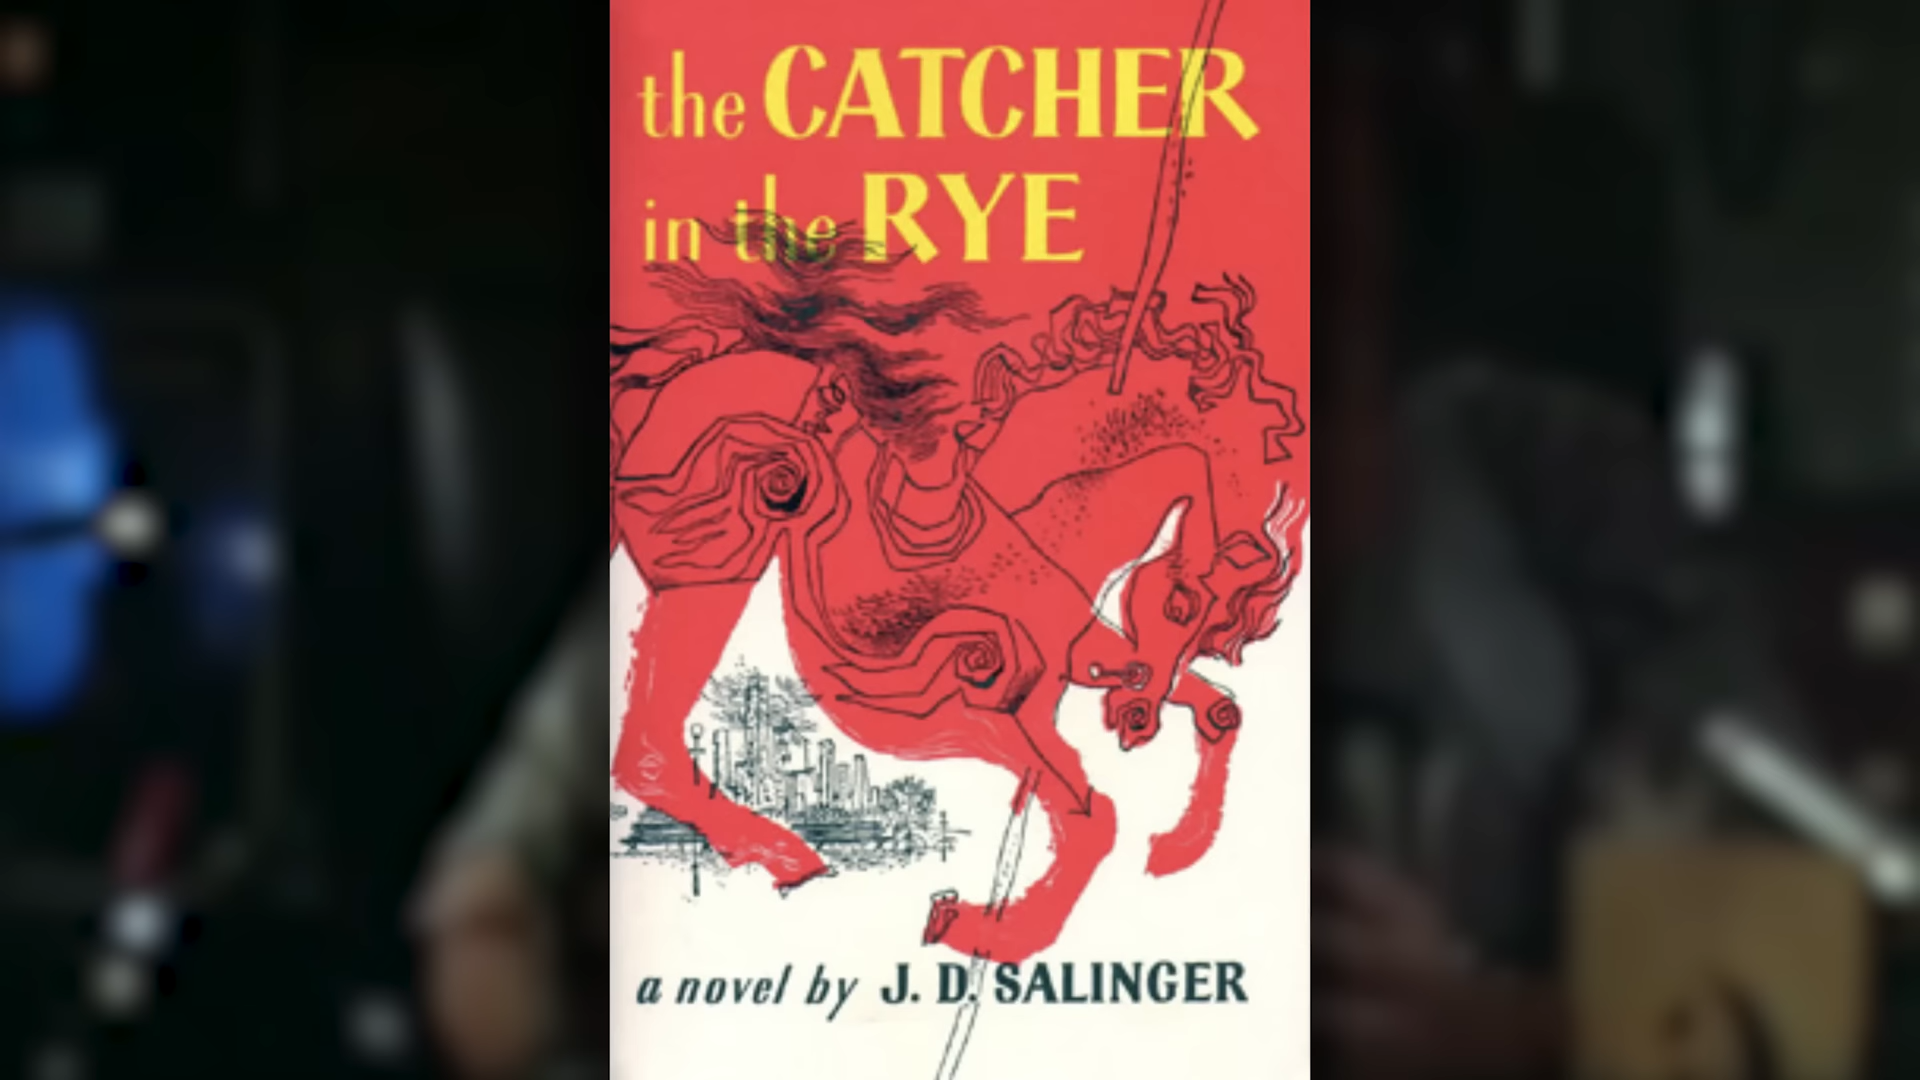 the CATCHER
in the RYE
a novel by J. D. SALINGER